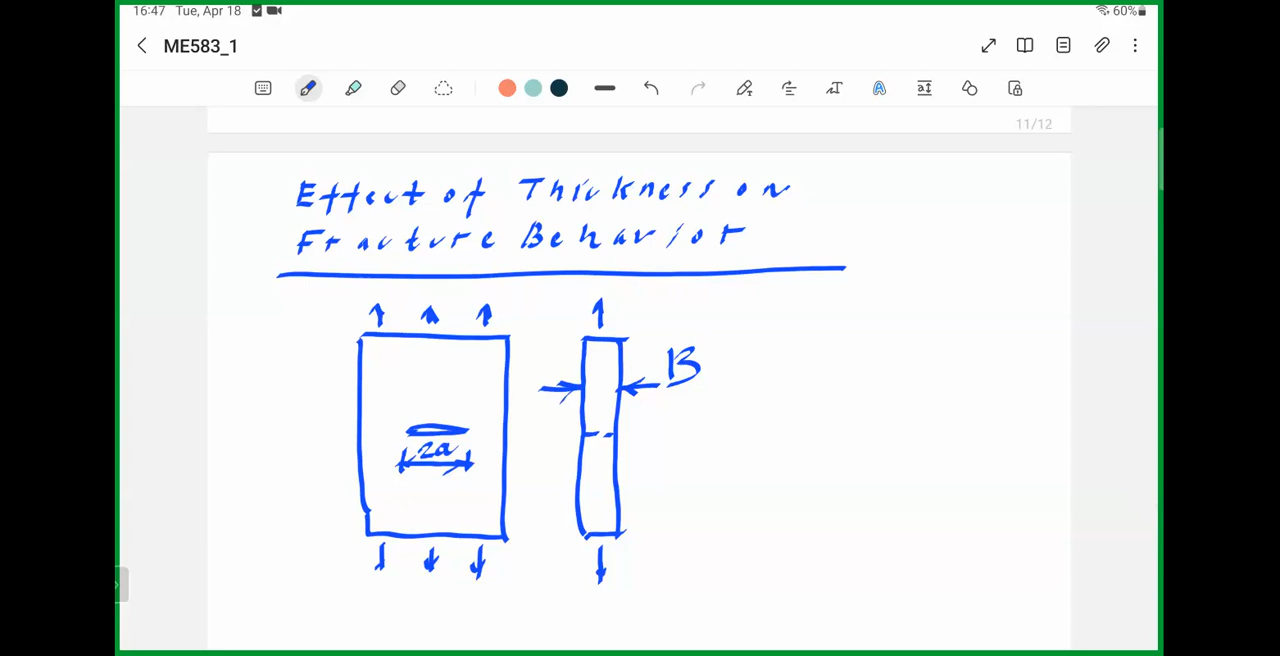 16:47 Tue, Apr 18
60%
ME583_1
11/12
Effect of Thickness on
Fracture Behavior
B
2a